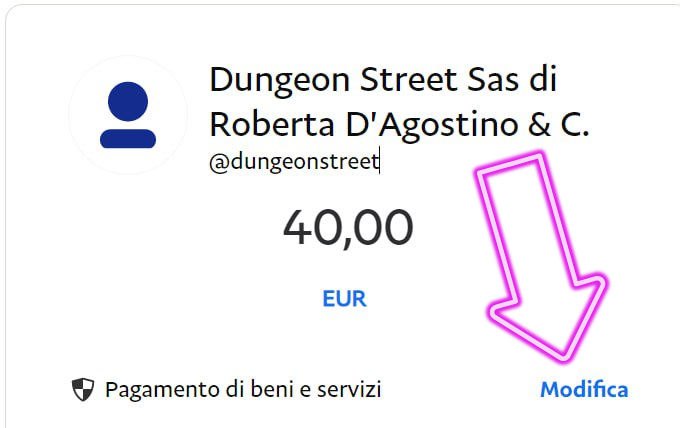 Dungeon Street Sas di
Roberta D'Agostino & C.
@dungeonstreet
40,00
EUR
Pagamento di beni e servizi
Modifica